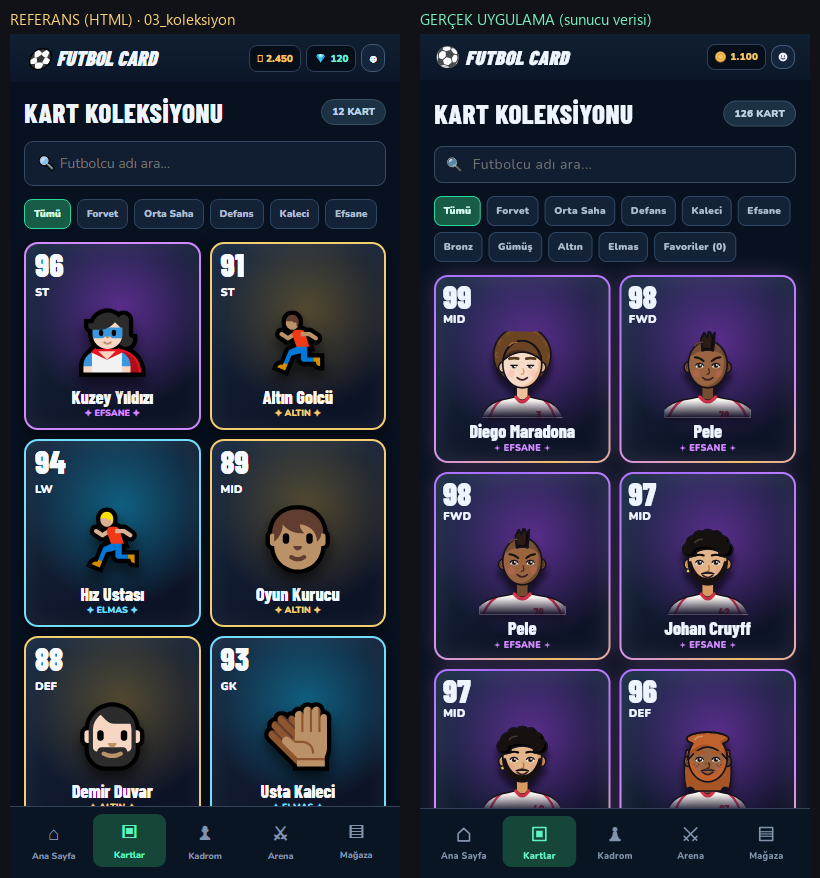 REFERANS (HTML) · 03_koleksiyon
FUTBOL CARD
2.450
120
KART KOLEKSİYONU
12 KART
Futbolcu adı ara...
Tümü
Forvet
Orta Saha
Defans
Kaleci
Efsane
96
ST
Kuzey Yıldızı
✦ EFSANE ✦
91
ST
Altın Golcü
✦ ALTIN ✦
94
LW
Hız Ustası
✦ ELMAS ✦
89
MID
Oyun Kurucu
✦ ALTIN ✦
88
DEF
Demir Duvar
✦ ALTIN ✦
93
GK
Usta Kaleci
✦ ELMAS ✦
Ana Sayfa
Kartlar
Kadrom
Arena
Mağaza
GERÇEK UYGULAMA (sunucu verisi)
FUTBOL CARD
1.100
KART KOLEKSİYONU
126 KART
Futbolcu adı ara...
Tümü
Forvet
Orta Saha
Defans
Kaleci
Efsane
Bronz
Gümüş
Altın
Elmas
Favoriler (0)
99
MID
Diego Maradona
✦ EFSANE ✦
98
FWD
Pele
✦ EFSANE ✦
98
FWD
Pele
✦ EFSANE ✦
97
MID
Johan Cruyff
✦ EFSANE ✦
97
MID
96
DEF
Ana Sayfa
Kartlar
Kadrom
Arena
Mağaza